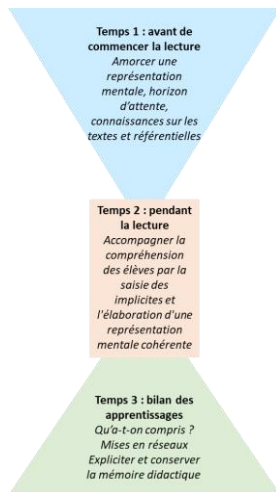 Temps 1 : avant de
commencer la lecture
Amorcer une
représentation
mentale, horizon
d'attente,
connaissances sur les
textes et référentielles
Temps 2 : pendant
la lecture
Accompagner la
compréhension
des élèves par la
saisie des
implicites et
l'élaboration d'une
représentation
mentale cohérente
Temps 3 : bilan des
apprentissages
Qu'a-t-on compris ?
Mises en réseaux
Expliciter et conserver
la mémoire didactique